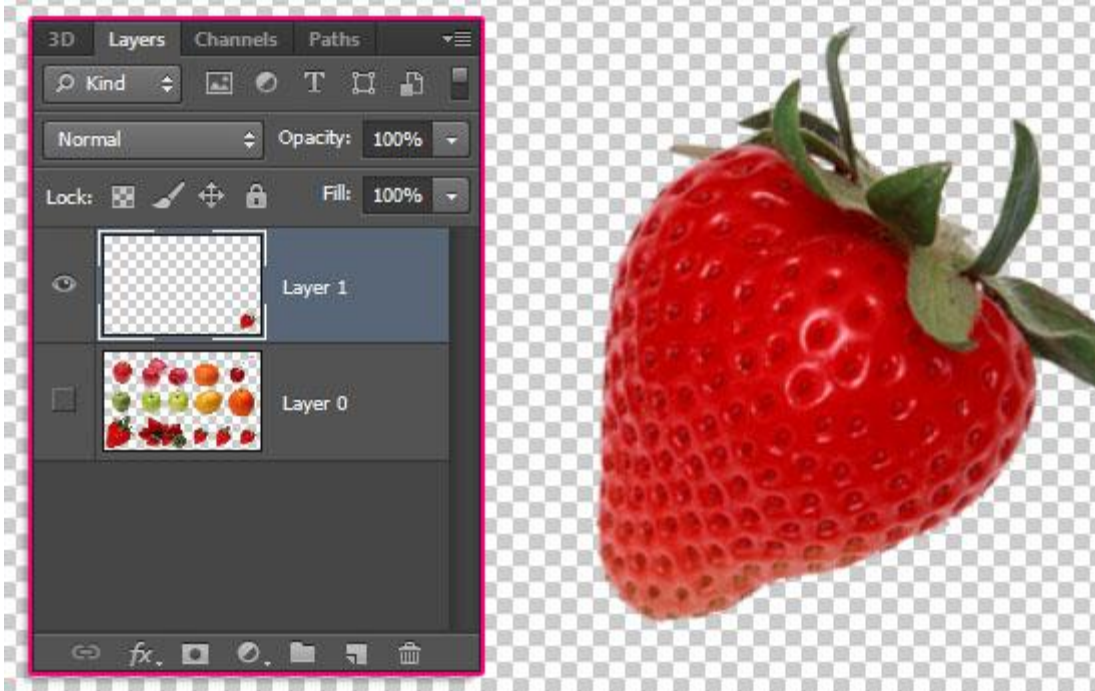 3D Layers Channels Paths
Kind T
Normal Opacity: 100%
Lock: Fill: 100%
Layer 1
Layer 0
fx.